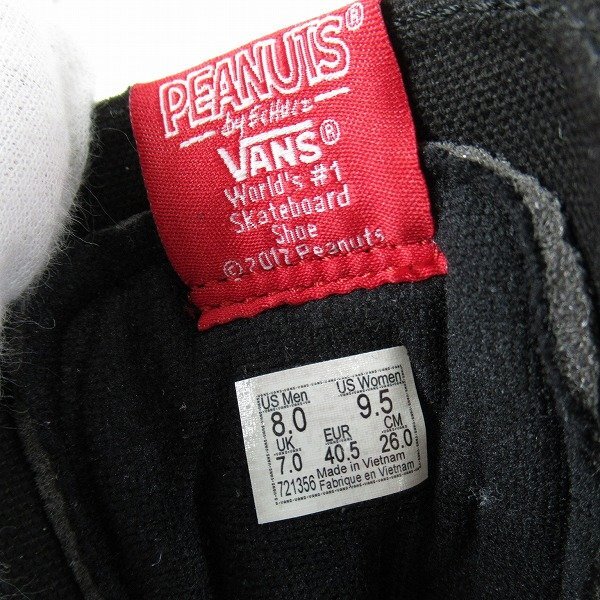 PEANUTS®
by Schulz
VANS®
World's #1
Skateboard
Shoe
©2017 Peanuts
US Men US Women
8.0 9.5
UK EUR CM
7.0 40.5 26.0
721356 Made in Vietnam
Fabrique en Vietnam